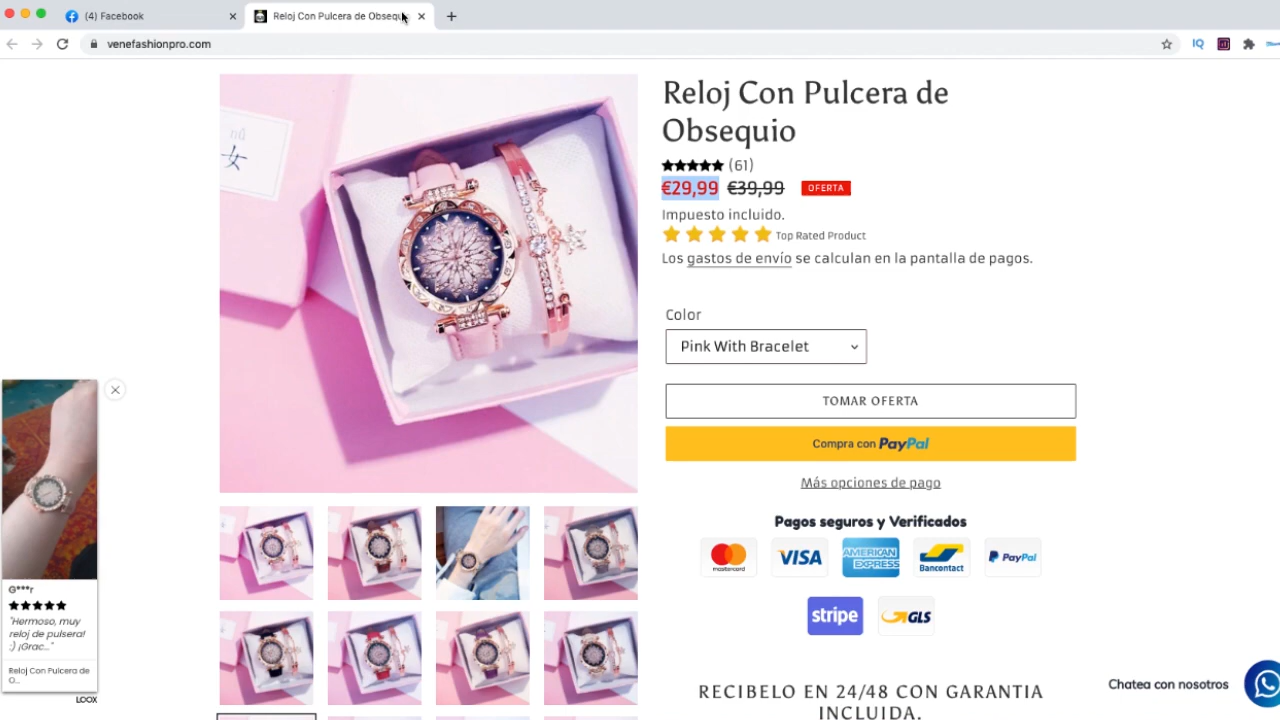 (4) Facebook
Reloj Con Pulcera de Obsequ
venefashionpro.com
IQ
女
Reloj Con Pulcera de
Obsequio
(61)
€29,99 €39,99 OFERTA
Impuesto incluido.
Top Rated Product
Los gastos de envío se calculan en la pantalla de pagos.
Color
Pink With Bracelet
TOMAR OFERTA
Compra con PayPal
Más opciones de pago
Pagos seguros y Verificados
mastercard
VISA
AMERICAN
EXPRESS
Bancontact
PayPal
stripe
GLS
RECIBELO EN 24/48 CON GARANTIA
INCLUIDA.
G***r
"Hermoso, muy
reloj de pulsera!
:) ¡Grac..."
Reloj Con Pulcera de
O...
LOOX
Chatea con nosotros